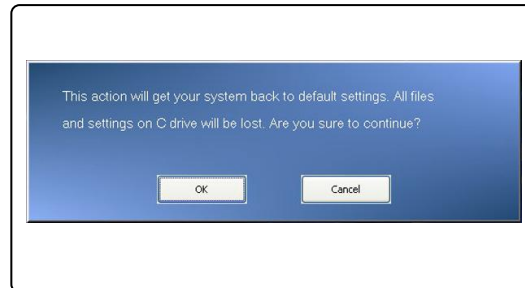 This action will get your system back to default settings. All files
and settings on C drive will be lost. Are you sure to continue?
OK
Cancel